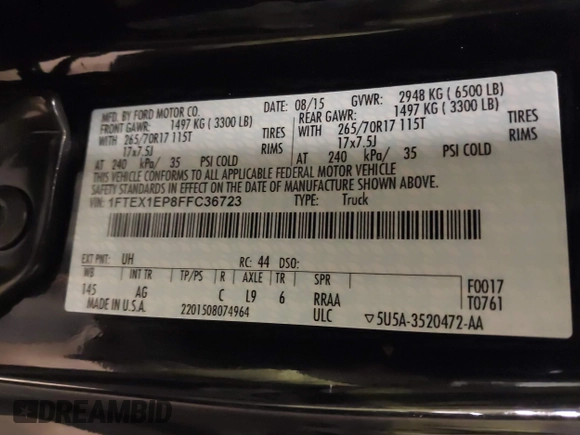 MFD. BY FORD MOTOR CO.
DATE: 08/15 GVWR: 2948 KG ( 6500 LB)
FRONT GAWR: 1497 KG ( 3300 LB) REAR GAWR: 1497 KG ( 3300 LB)
WITH 265/70R17 115T TIRES WITH 265/70R17 115T TIRES
17x7.5J RIMS 17x7.5J RIMS
AT 240 kPa/ 35 PSI COLD AT 240 kPa/ 35 PSI COLD
THIS VEHICLE CONFORMS TO ALL APPLICABLE FEDERAL MOTOR VEHICLE
SAFETY STANDARDS IN EFFECT ON THE DATE OF MANUFACTURE SHOWN ABOVE.
VIN: 1FTEX1EP8FFC36723 TYPE: Truck
EXT PNT: UH RC: 44 DSO:
WB INT TR TP/PS R AXLE TR SPR F0017
145 AG C L9 6 RRAA T0761
MADE IN U.S.A. 2201508074964 ULC ▽5U5A-3520472-AA
DREAMBID